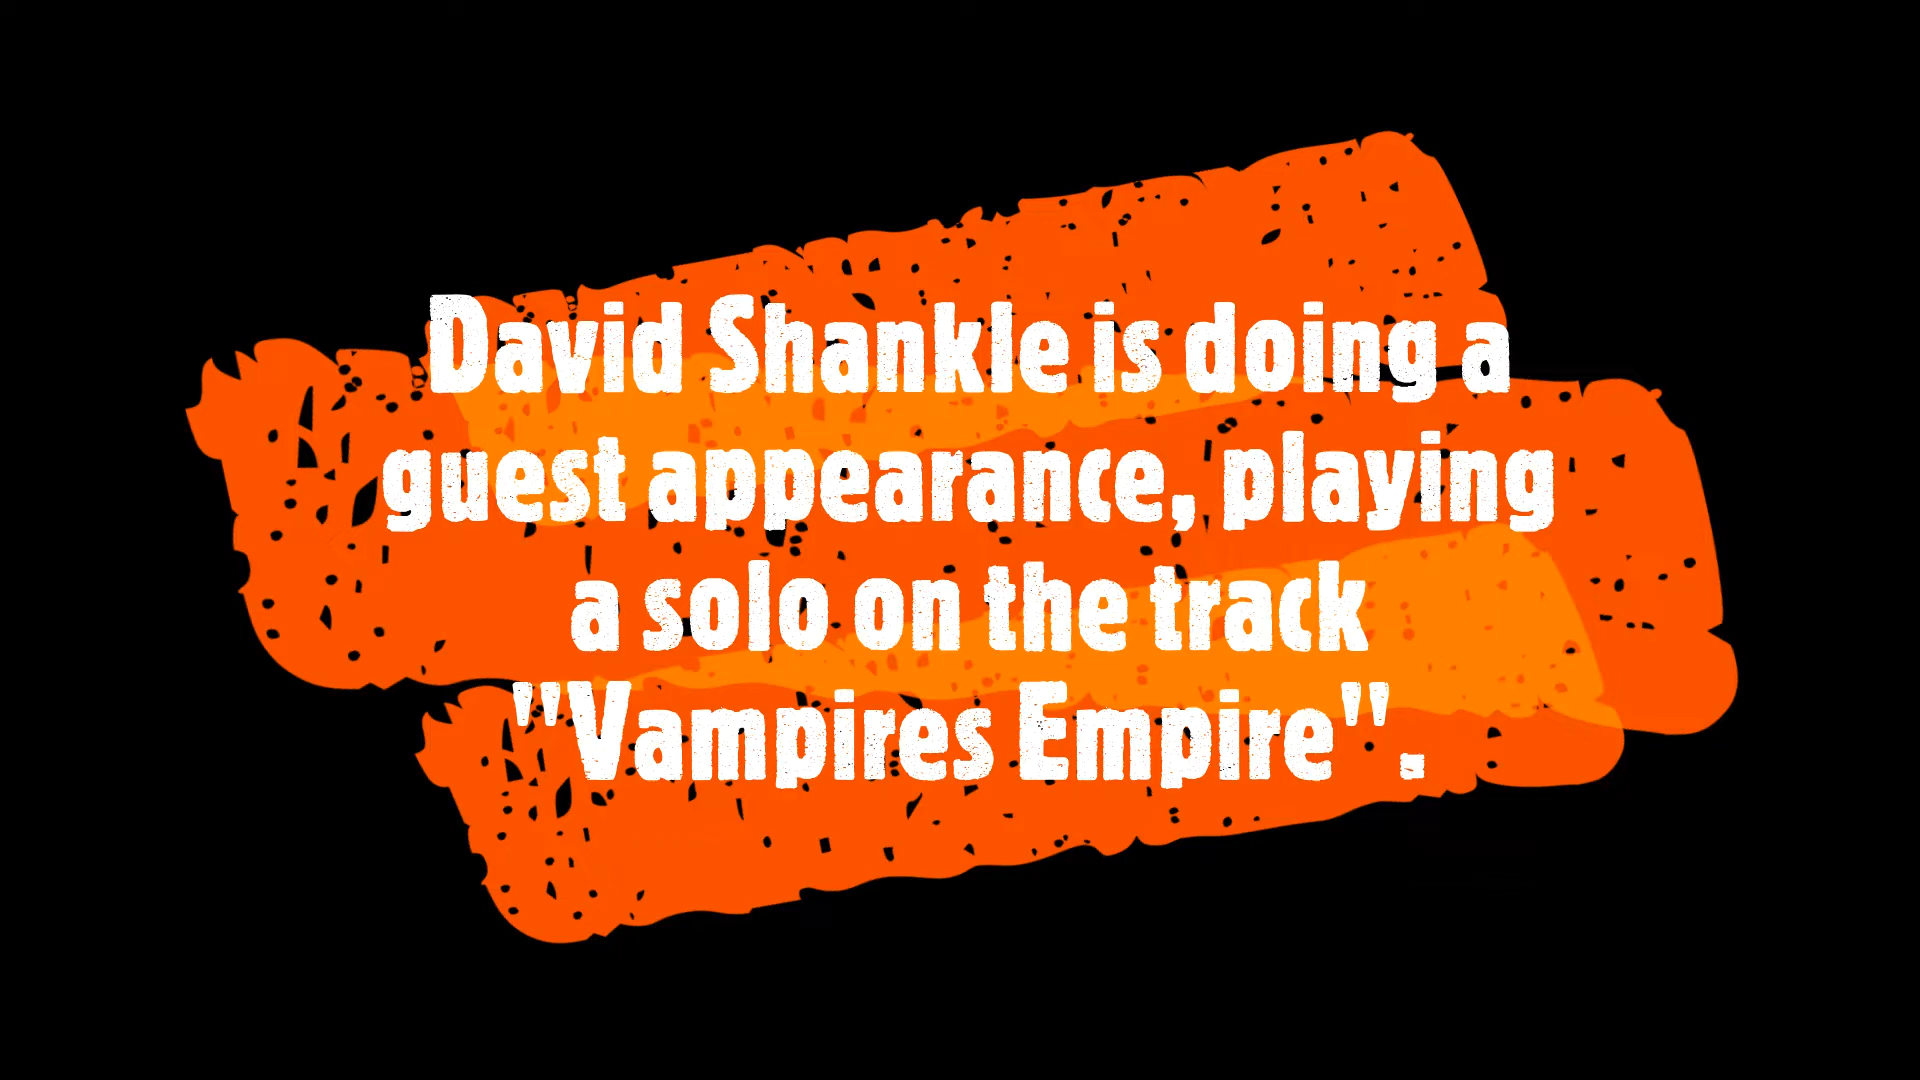 David Shankle is doing a
guest appearance, playing
a solo on the track
"Vampires Empire".